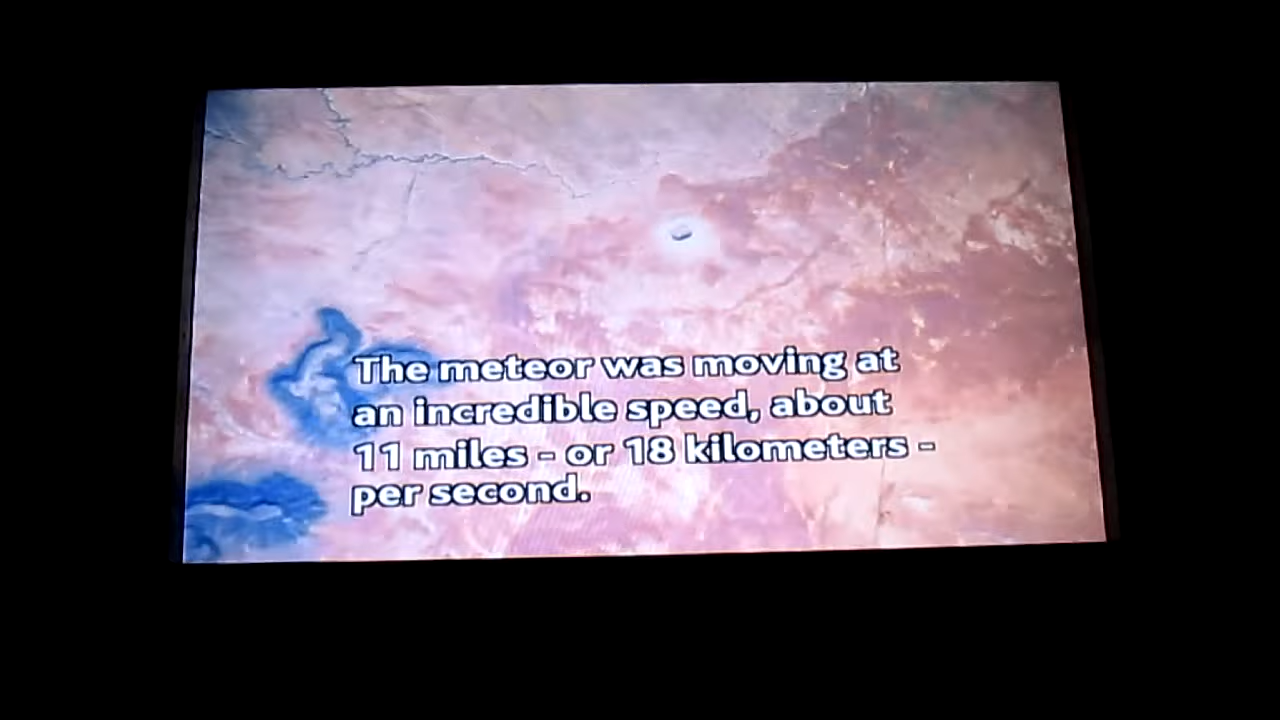 The meteor was moving at
an incredible speed, about
11 miles - or 18 kilometers -
per second.